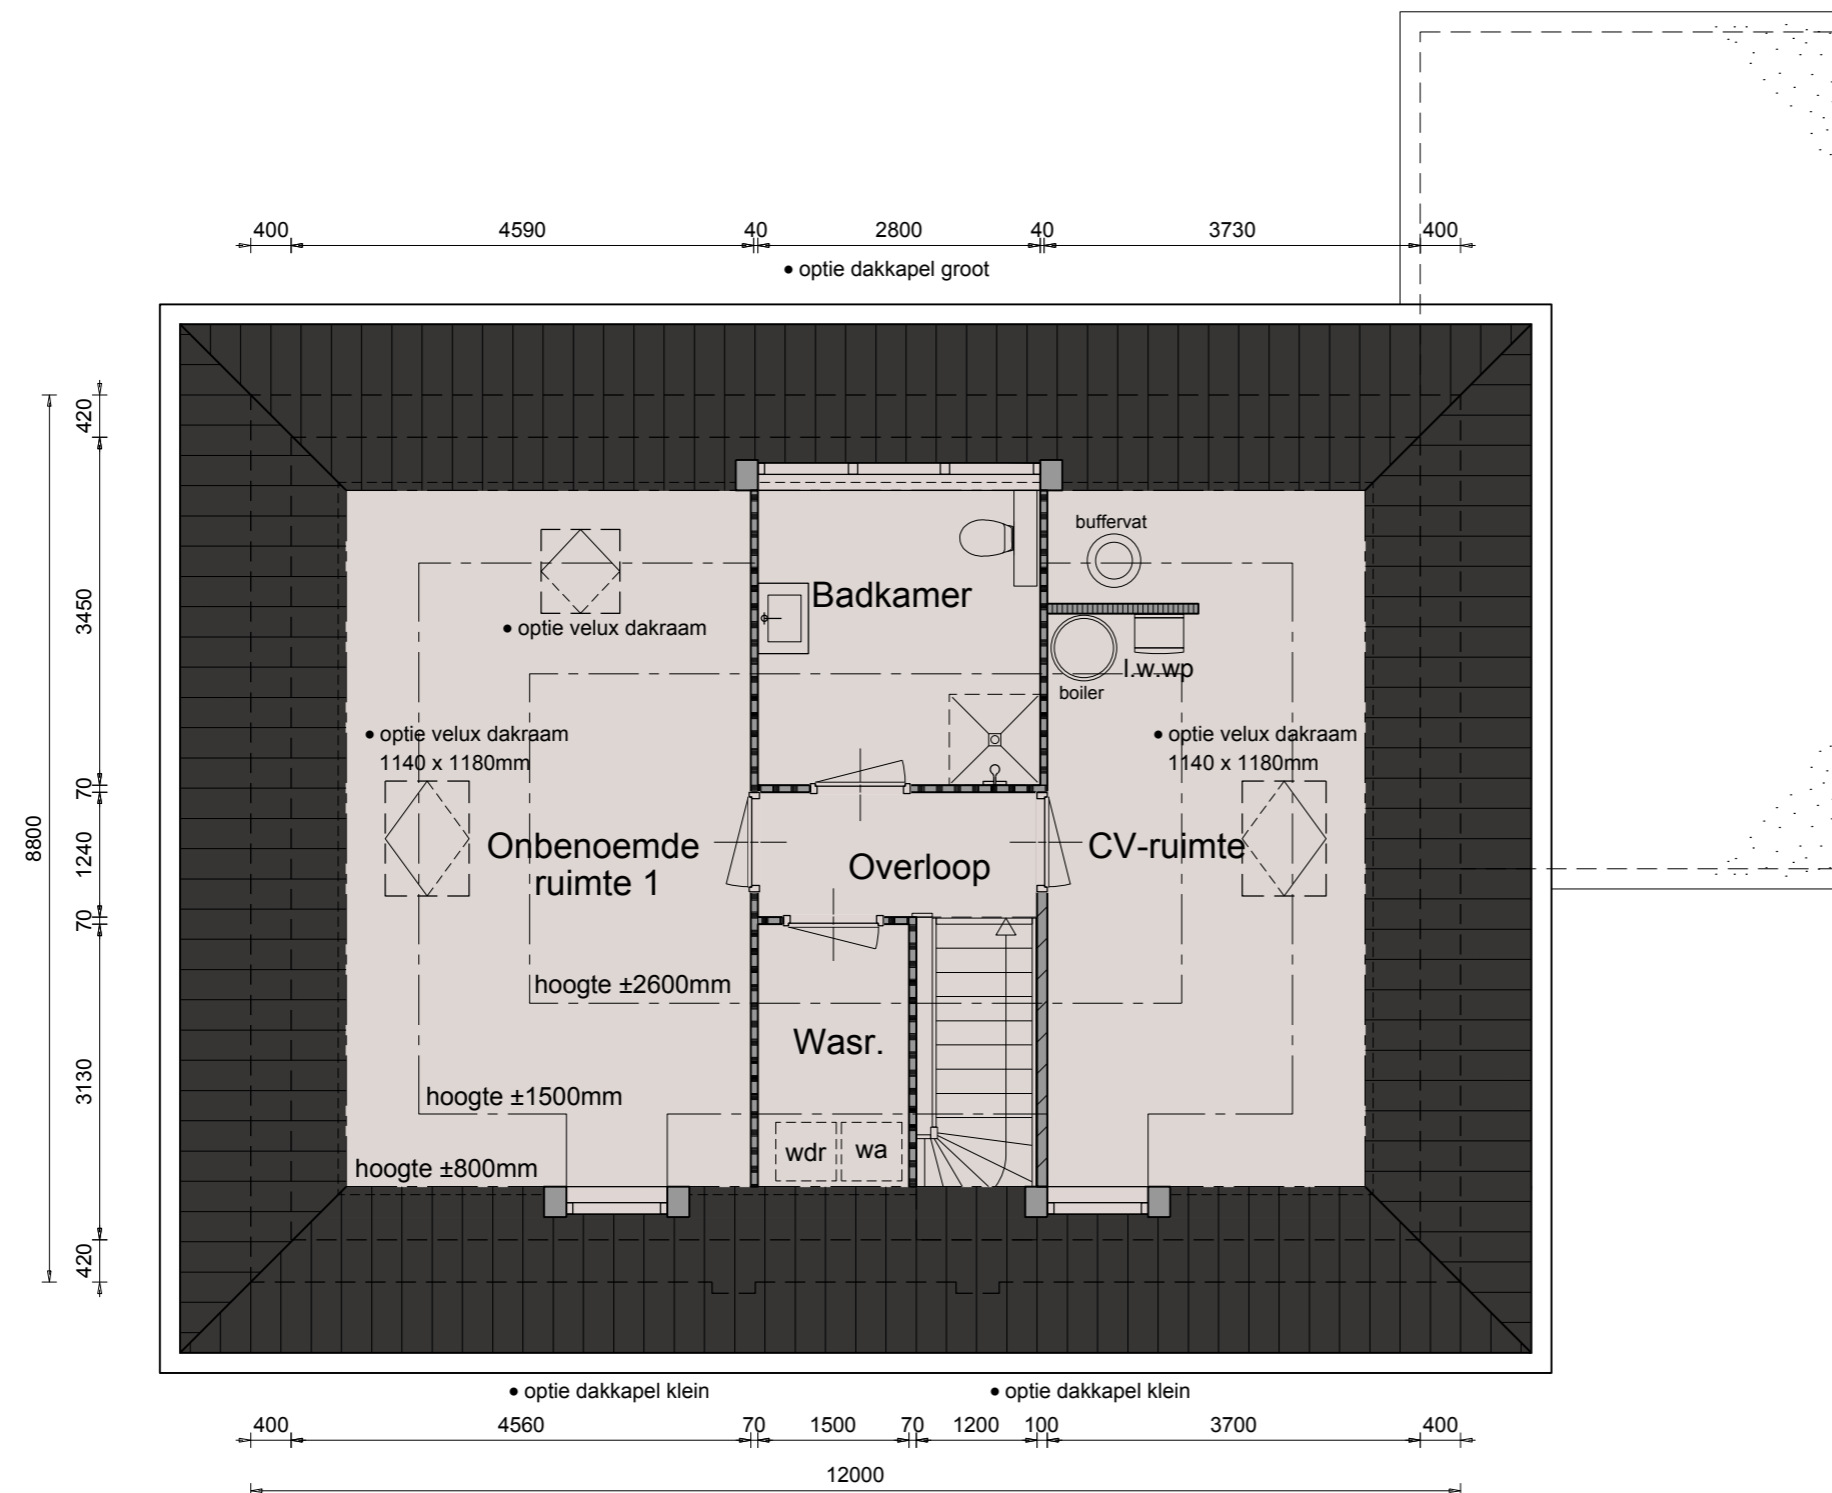 400 4590 40 2800 40 3730 400
• optie dakkapel groot
420
3450
70
1240
70
3130
420
8800
buffervat
Badkamer
• optie velux dakraam
l.w.wp
boiler
• optie velux dakraam
1140 x 1180mm
• optie velux dakraam
1140 x 1180mm
Onbenoemde
ruimte 1
Overloop
CV-ruimte
hoogte ±2600mm
Wasr.
hoogte ±1500mm
wdr
wa
hoogte ±800mm
• optie dakkapel klein
• optie dakkapel klein
400 4560 70 1500 70 1200 100 3700 400
12000